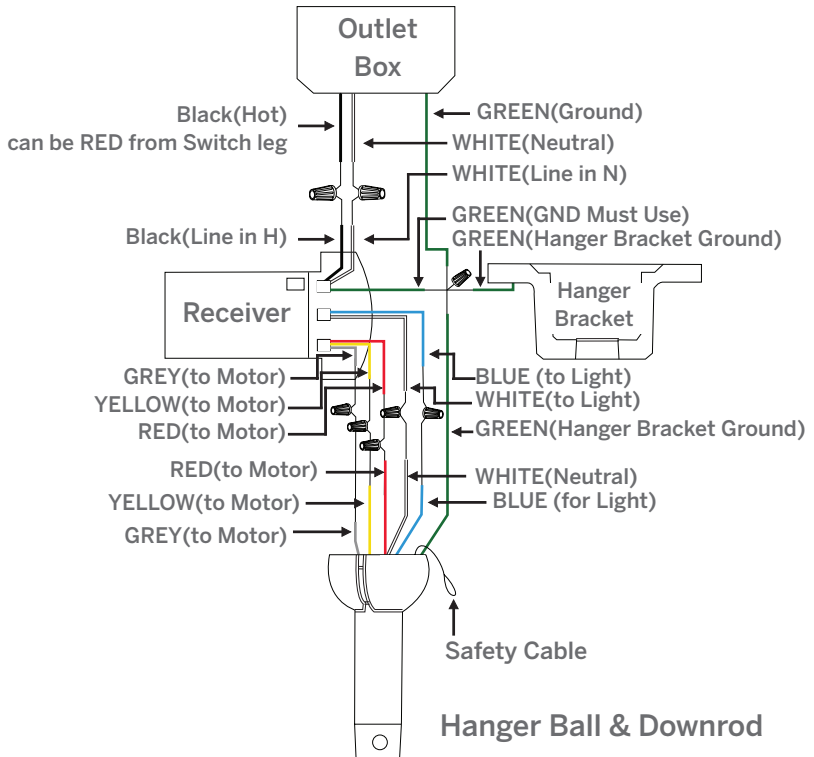 Outlet
Box
Black(Hot)
can be RED from Switch leg
GREEN(Ground)
WHITE(Neutral)
WHITE(Line in N)
GREEN(GND Must Use)
Black(Line in H)
GREEN(Hanger Bracket Ground)
Receiver
Hanger
Bracket
GREY(to Motor)
BLUE (to Light)
YELLOW(to Motor)
WHITE(to Light)
RED(to Motor)
GREEN(Hanger Bracket Ground)
RED(to Motor)
WHITE(Neutral)
YELLOW(to Motor)
BLUE (for Light)
GREY(to Motor)
Safety Cable
Hanger Ball & Downrod